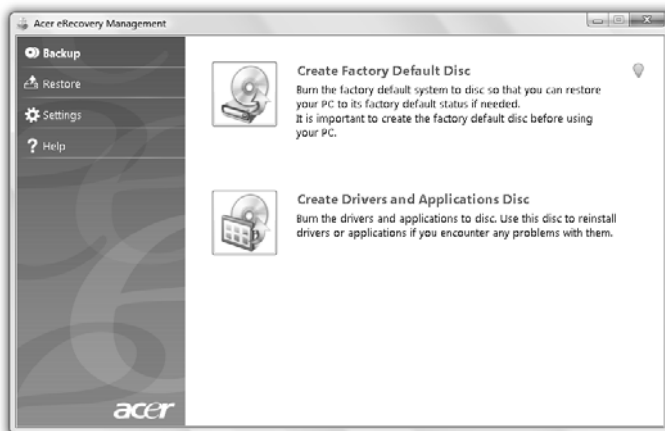 Acer eRecovery Management
Backup
Restore
Settings
? Help
Create Factory Default Disc
Burn the factory default system to disc so that you can restore
your PC to its factory default status if needed.
It is important to create the factory default disc before using
your PC.
Create Drivers and Applications Disc
Burn the drivers and applications to disc. Use this disc to reinstall
drivers or applications if you encounter any problems with them.
acer